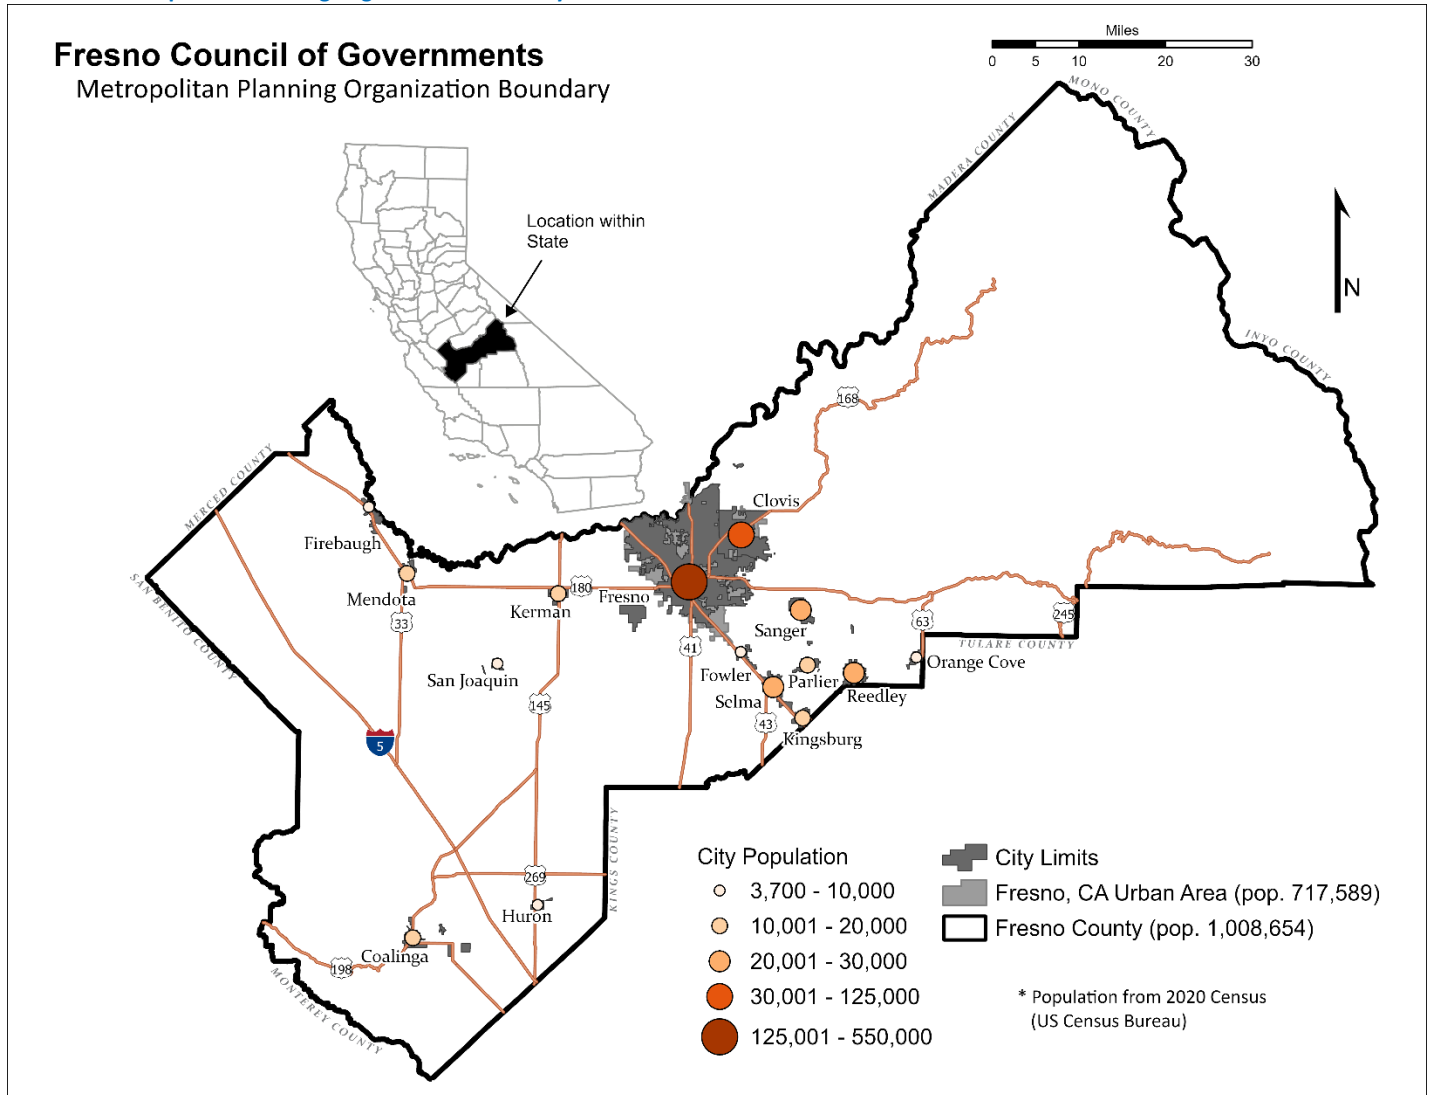 Fresno Council of Governments
Metropolitan Planning Organization Boundary
Miles
0 5 10 20 30
MONO COUNTY
MADERA COUNTY
Location within
State
N
INYO COUNTY
168
MERCED COUNTY
Clovis
Firebaugh
SAN BENITO COUNTY
Mendota
180
Kerman
Fresno
33
Sanger
63
245
41
TULARE COUNTY
Orange Cove
San Joaquin
Fowler
Parlier
Reedley
Selma
145
43
5
Kingsburg
KINGS COUNTY
269
Huron
Coalinga
198
MONTEREY COUNTY
City Population
3,700 - 10,000
10,001 - 20,000
20,001 - 30,000
30,001 - 125,000
125,001 - 550,000
City Limits
Fresno, CA Urban Area (pop. 717,589)
Fresno County (pop. 1,008,654)
* Population from 2020 Census
(US Census Bureau)